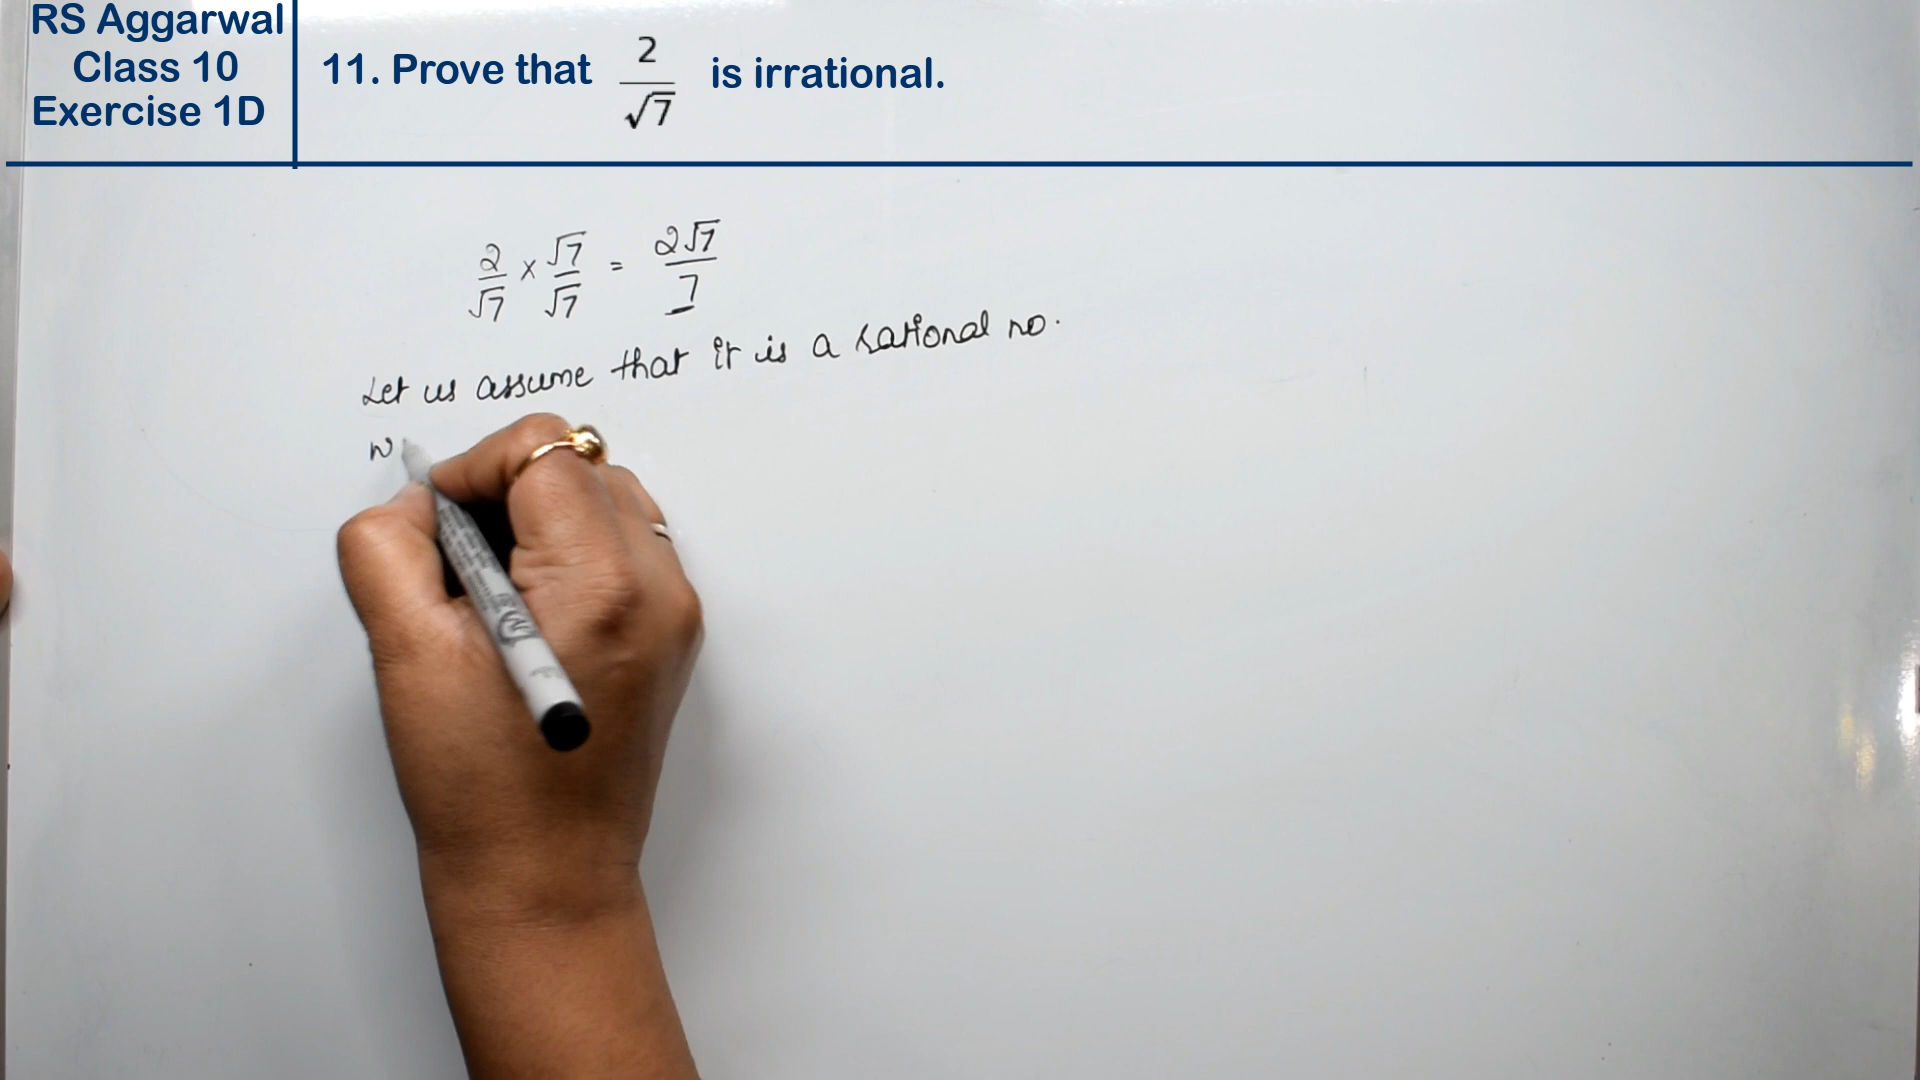 RS Aggarwal
Class 10
Exercise 1D
11. Prove that 2/√7 is irrational.
2/√7 × √7/√7 = 2√7/7
Let us assume that it is a rational no.
w